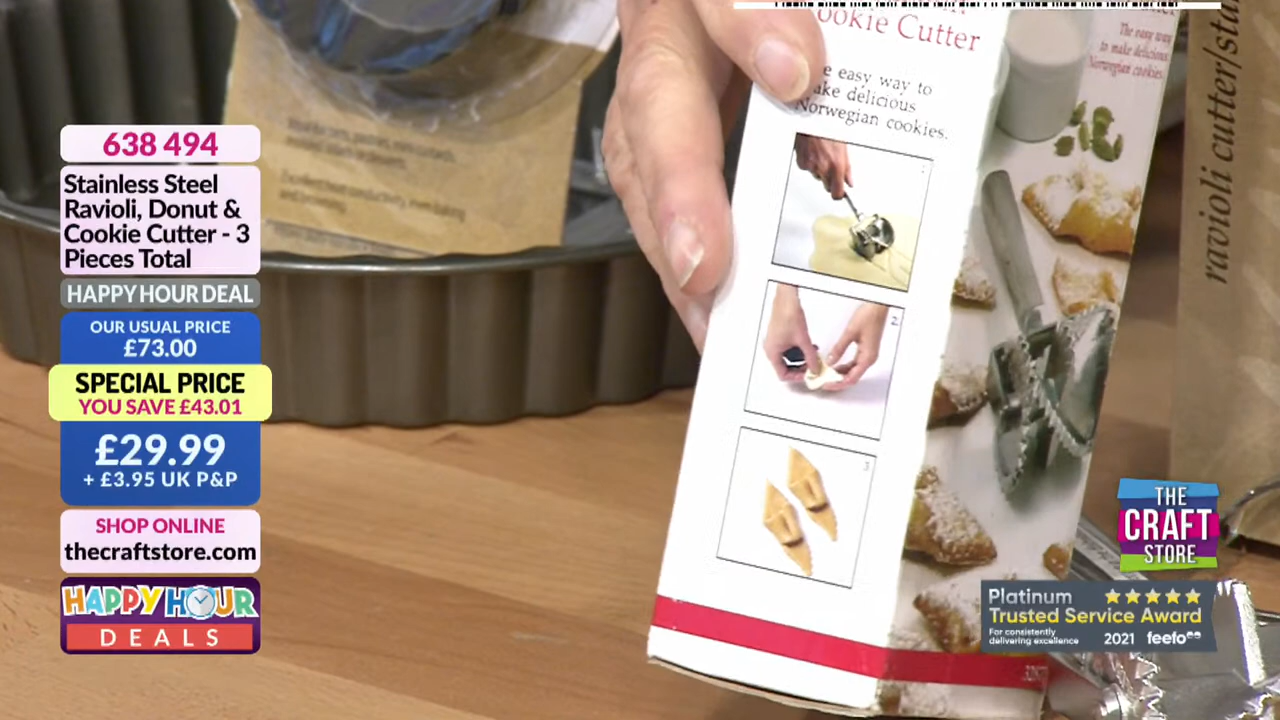 638 494
Stainless Steel
Ravioli, Donut &
Cookie Cutter - 3
Pieces Total
HAPPY HOUR DEAL
OUR USUAL PRICE
£73.00
SPECIAL PRICE
YOU SAVE £43.01
£29.99
+ £3.95 UK P&P
SHOP ONLINE
thecraftstore.com
HAPPY HOUR
DEALS
ookie Cutter
e easy way to
ake delicious
Norwegian cookies.
1
2
3
The easy way
to make delicious
Norwegian cookies.
ravioli cutter/sta
THE
CRAFT
STORE
Platinum
Trusted Service Award
For consistently
delivering excellence
2021 feefo